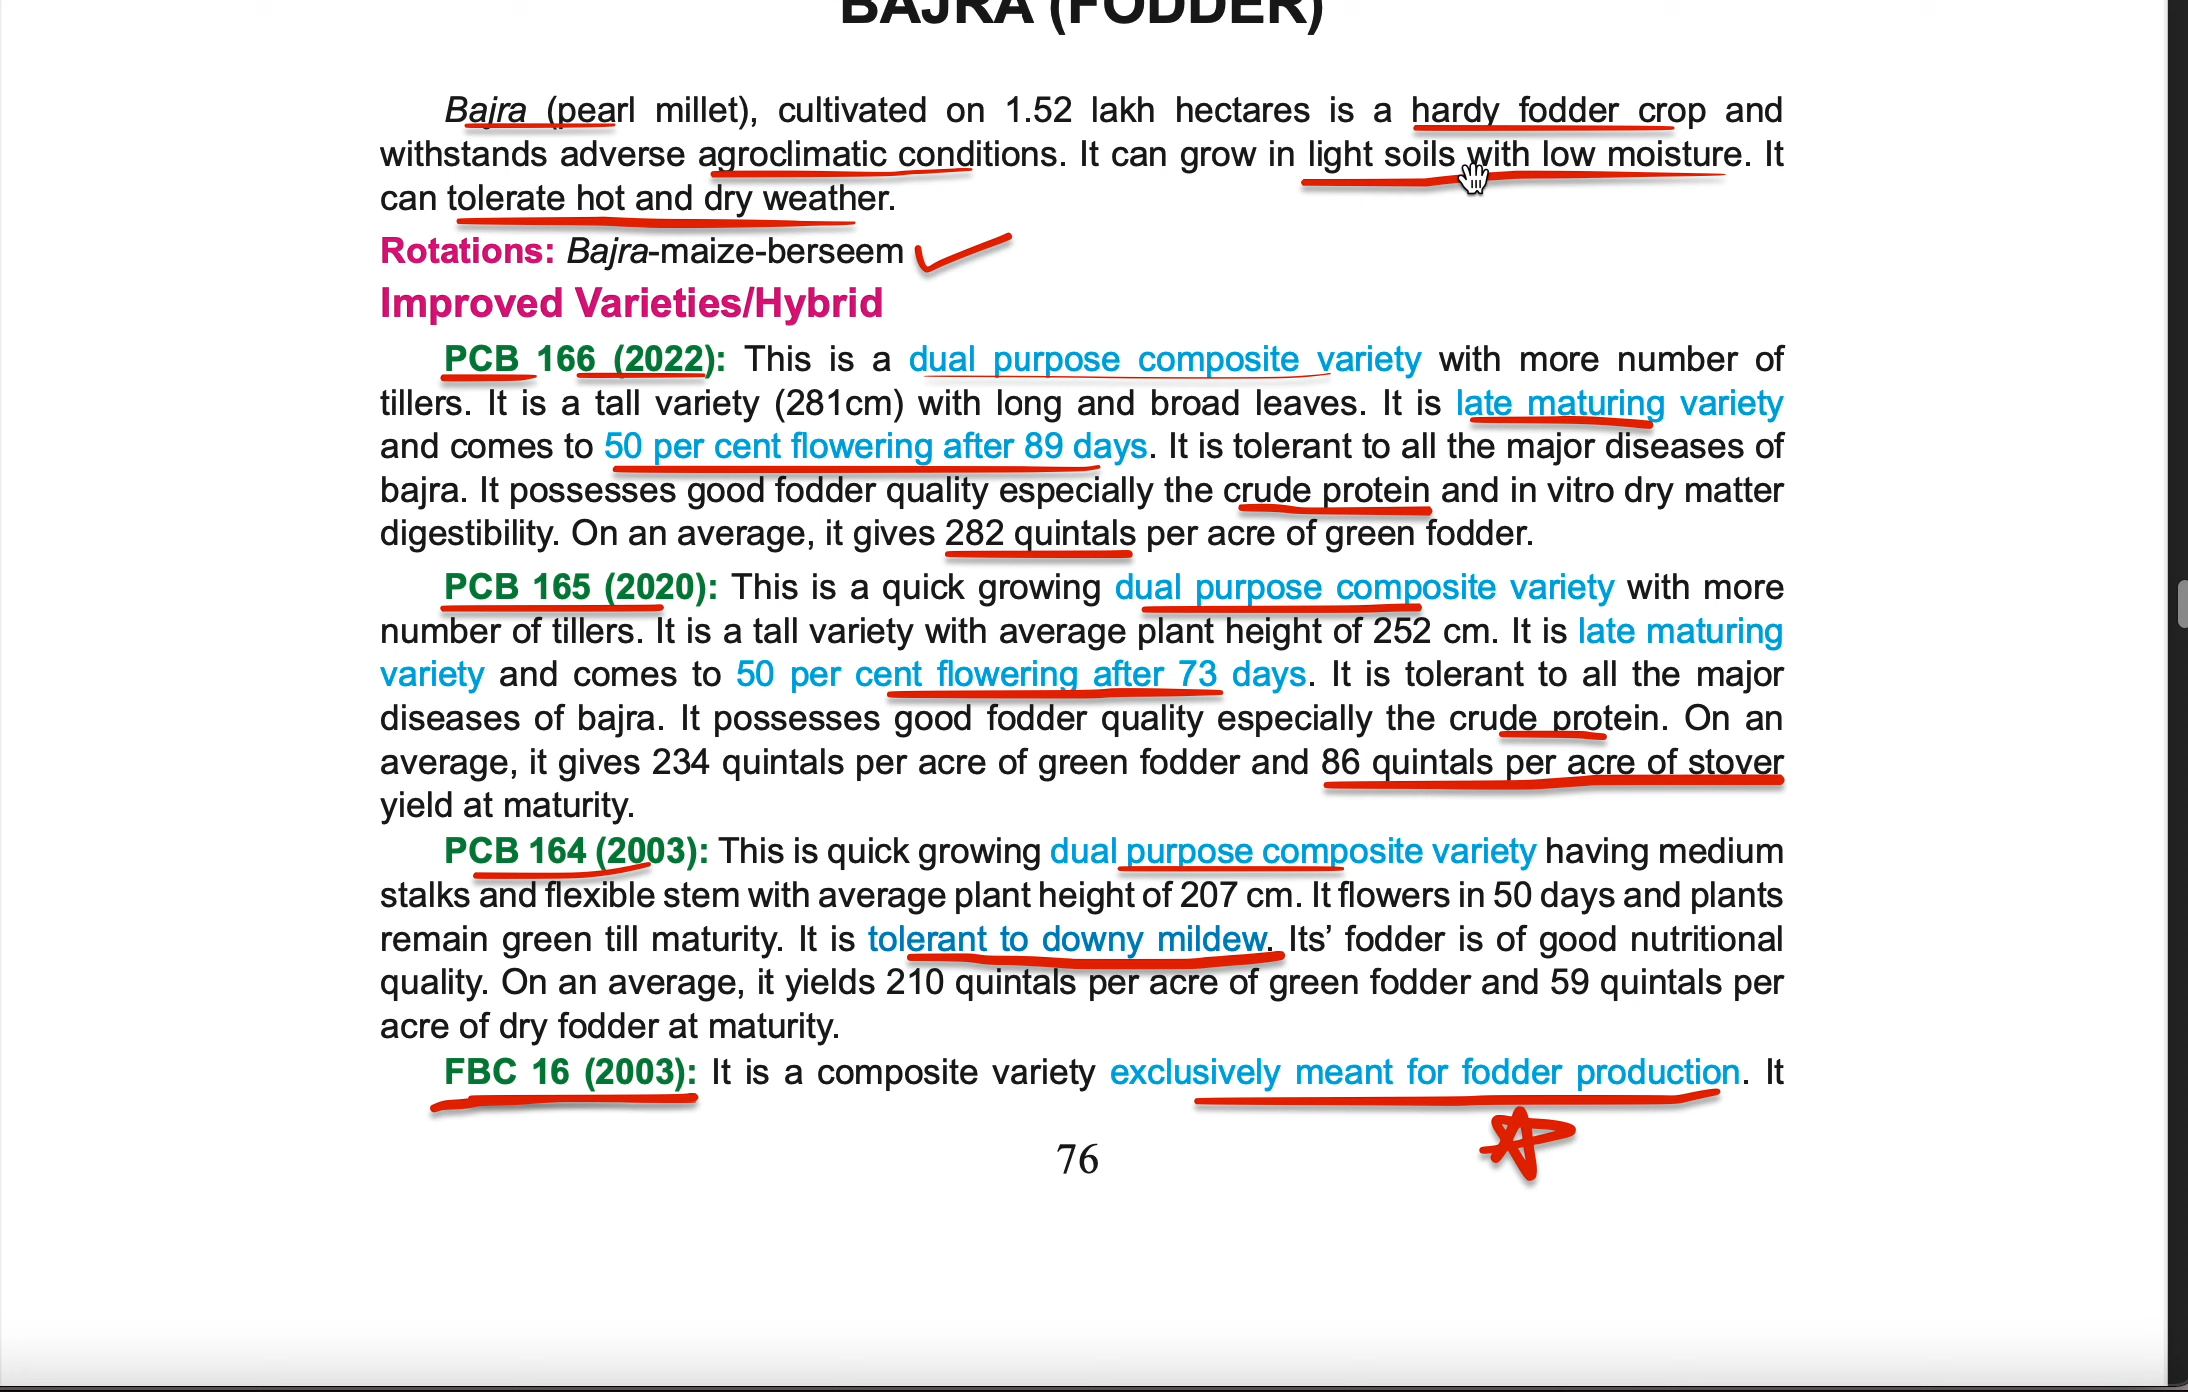 BAJRA (FODDER)
Bajra (pearl millet), cultivated on 1.52 lakh hectares is a hardy fodder crop and
withstands adverse agroclimatic conditions. It can grow in light soils with low moisture. It
can tolerate hot and dry weather.
Rotations: Bajra-maize-berseem
Improved Varieties/Hybrid
PCB 166 (2022): This is a dual purpose composite variety with more number of
tillers. It is a tall variety (281cm) with long and broad leaves. It is late maturing variety
and comes to 50 per cent flowering after 89 days. It is tolerant to all the major diseases of
bajra. It possesses good fodder quality especially the crude protein and in vitro dry matter
digestibility. On an average, it gives 282 quintals per acre of green fodder.
PCB 165 (2020): This is a quick growing dual purpose composite variety with more
number of tillers. It is a tall variety with average plant height of 252 cm. It is late maturing
variety and comes to 50 per cent flowering after 73 days. It is tolerant to all the major
diseases of bajra. It possesses good fodder quality especially the crude protein. On an
average, it gives 234 quintals per acre of green fodder and 86 quintals per acre of stover
yield at maturity.
PCB 164 (2003): This is quick growing dual purpose composite variety having medium
stalks and flexible stem with average plant height of 207 cm. It flowers in 50 days and plants
remain green till maturity. It is tolerant to downy mildew. Its’ fodder is of good nutritional
quality. On an average, it yields 210 quintals per acre of green fodder and 59 quintals per
acre of dry fodder at maturity.
FBC 16 (2003): It is a composite variety exclusively meant for fodder production. It
76